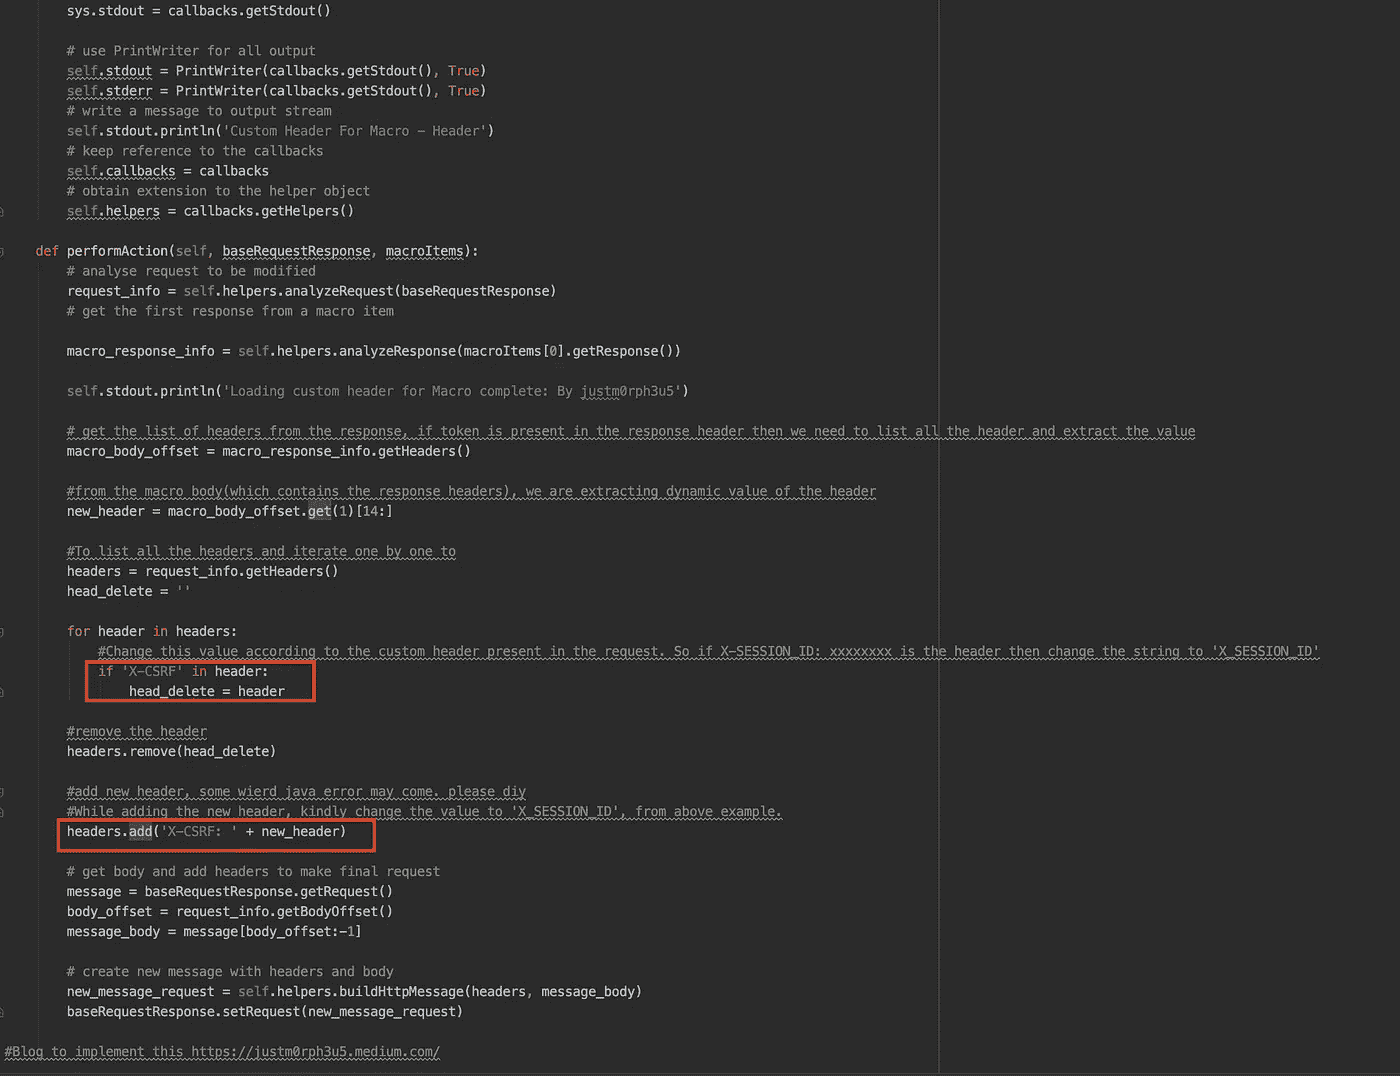 sys.stdout = callbacks.getStdout()
# use PrintWriter for all output
self.stdout = PrintWriter(callbacks.getStdout(), True)
self.stderr = PrintWriter(callbacks.getStdout(), True)
# write a message to output stream
self.stdout.println('Custom Header For Macro - Header')
# keep reference to the callbacks
self.callbacks = callbacks
# obtain extension to the helper object
self.helpers = callbacks.getHelpers()
def performAction(self, baseRequestResponse, macroItems):
# analyse request to be modified
request_info = self.helpers.analyzeRequest(baseRequestResponse)
# get the first response from a macro item
macro_response_info = self.helpers.analyzeResponse(macroItems[0].getResponse())
self.stdout.println('Loading custom header for Macro complete: By justm0rph3u5')
# get the list of headers from the response, if token is present in the response header then we need to list all the header and extract the value
macro_body_offset = macro_response_info.getHeaders()
#from the macro body(which contains the response headers), we are extracting dynamic value of the header
new_header = macro_body_offset.get(1)[14:]
#To list all the headers and iterate one by one to
headers = request_info.getHeaders()
head_delete = ''
for header in headers:
#Change this value according to the custom header present in the request. So if X-SESSION_ID: xxxxxxxx is the header then change the string to 'X_SESSION_ID'
if 'X-CSRF' in header:
head_delete = header
#remove the header
headers.remove(head_delete)
#add new header, some wierd java error may come. please diy
#While adding the new header, kindly change the value to 'X_SESSION_ID', from above example.
headers.add('X-CSRF: ' + new_header)
# get body and add headers to make final request
message = baseRequestResponse.getRequest()
body_offset = request_info.getBodyOffset()
message_body = message[body_offset:-1]
# create new message with headers and body
new_message_request = self.helpers.buildHttpMessage(headers, message_body)
baseRequestResponse.setRequest(new_message_request)
#Blog to implement this https://justm0rph3u5.medium.com/